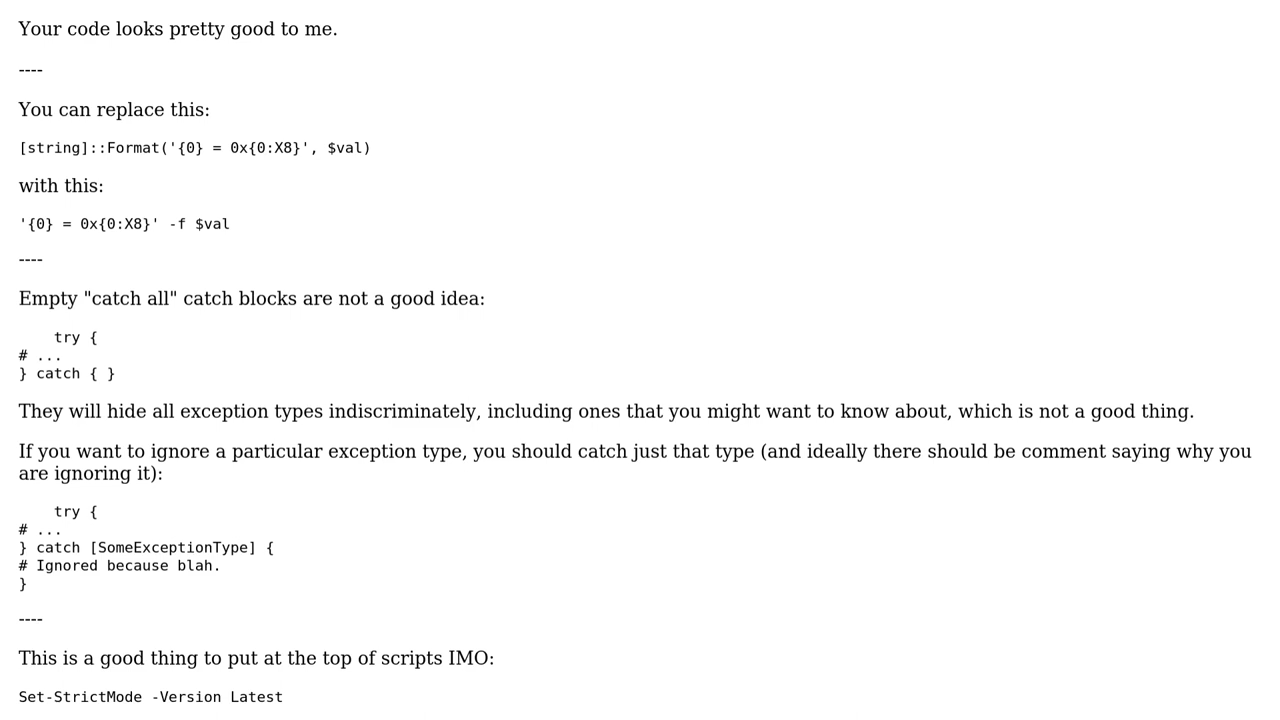 Your code looks pretty good to me.
----
You can replace this:
[string]::Format('{0} = 0x{0:X8}', $val)
with this:
'{0} = 0x{0:X8}' -f $val
----
Empty "catch all" catch blocks are not a good idea:
    try {
# ...
} catch { }
They will hide all exception types indiscriminately, including ones that you might want to know about, which is not a good thing.
If you want to ignore a particular exception type, you should catch just that type (and ideally there should be comment saying why you
are ignoring it):
    try {
# ...
} catch [SomeExceptionType] {
# Ignored because blah.
}
----
This is a good thing to put at the top of scripts IMO:
Set-StrictMode -Version Latest